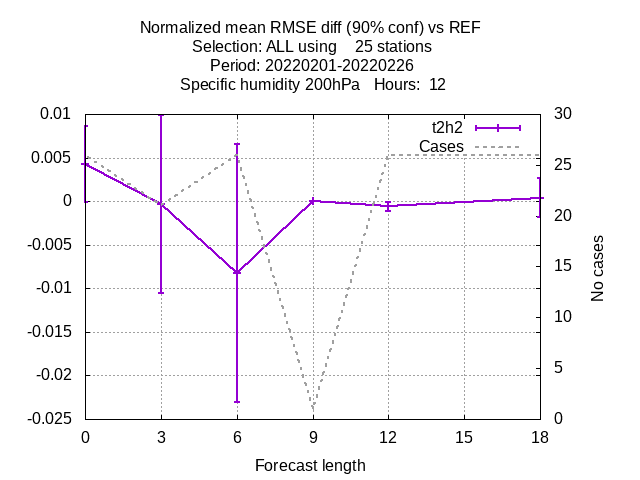 Normalized mean RMSE diff (90% conf) vs REF
Selection: ALL using    25 stations
Period: 20220201-20220226
Specific humidity 200hPa   Hours:  12
t2h2
Cases
0.01
0.005
0
-0.005
-0.01
-0.015
-0.02
-0.025
30
25
20
15
10
5
0
No cases
0 3 6 9 12 15 18
Forecast length